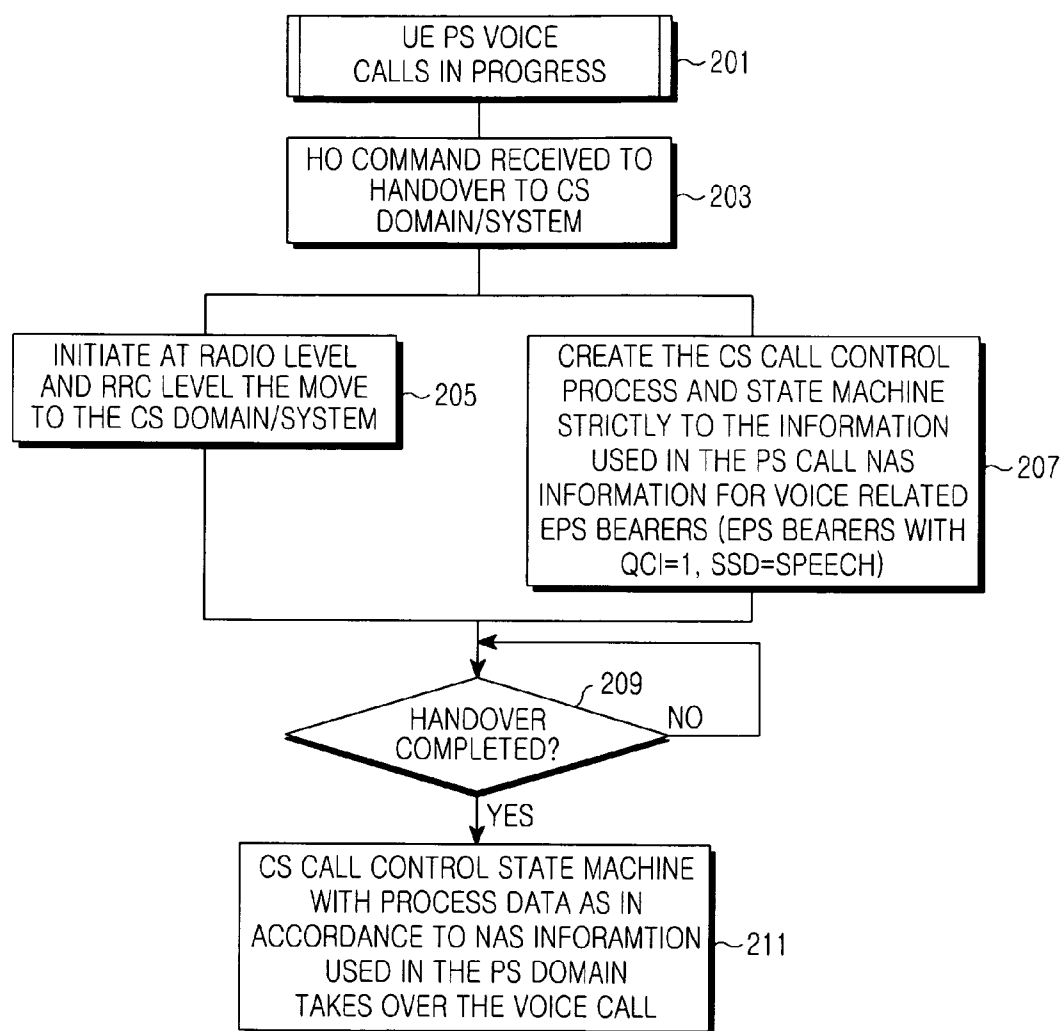 UE PS VOICE
CALLS IN PROGRESS
201
HO COMMAND RECEIVED TO
HANDOVER TO CS
DOMAIN/SYSTEM
203
INITIATE AT RADIO LEVEL
AND RRC LEVEL THE MOVE
TO THE CS DOMAIN/SYSTEM
205
CREATE THE CS CALL CONTROL
PROCESS AND STATE MACHINE
STRICTLY TO THE INFORMATION
USED IN THE PS CALL NAS
INFORMATION FOR VOICE RELATED
EPS BEARERS (EPS BEARERS WITH
QCI=1, SSD=SPEECH)
207
209
HANDOVER
COMPLETED?
NO
YES
CS CALL CONTROL STATE MACHINE
WITH PROCESS DATA AS IN
ACCORDANCE TO NAS INFORAMTION
USED IN THE PS DOMAIN
TAKES OVER THE VOICE CALL
211